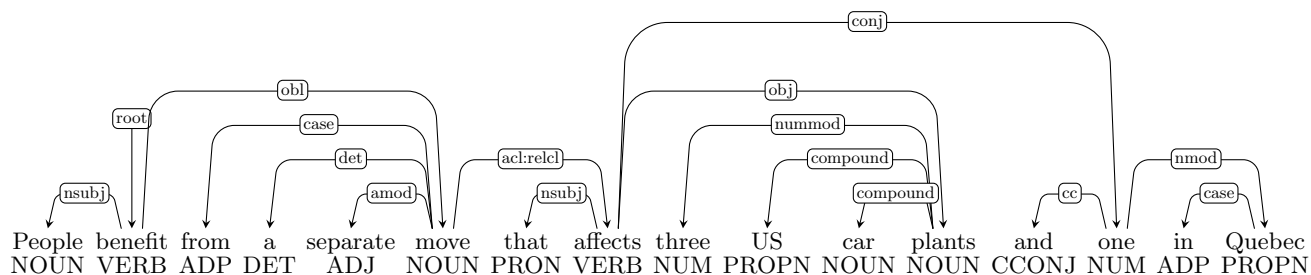 conj
obl obj
root case nummod
det acl:relcl compound nmod
nsubj amod nsubj compound cc case
People benefit from a separate move that affects three US car plants and one in Quebec
NOUN VERB ADP DET ADJ NOUN PRON VERB NUM PROPN NOUN NOUN CCONJ NUM ADP PROPN